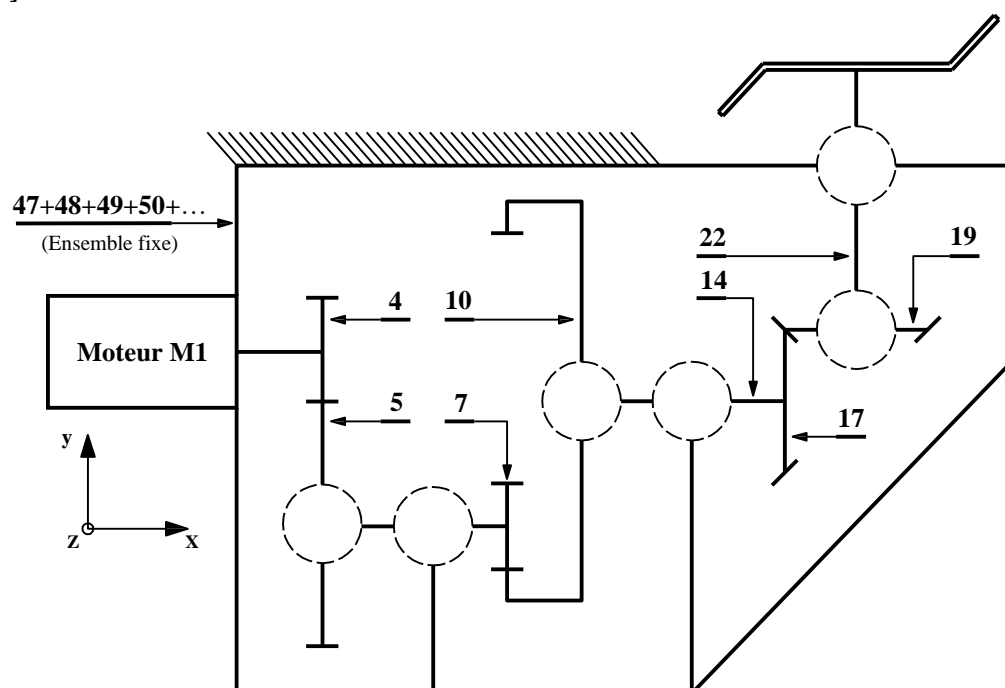 ]
47+48+49+50+…
(Ensemble fixe)
22
19
14
4
10
Moteur M1
5
7
17
y
z
x